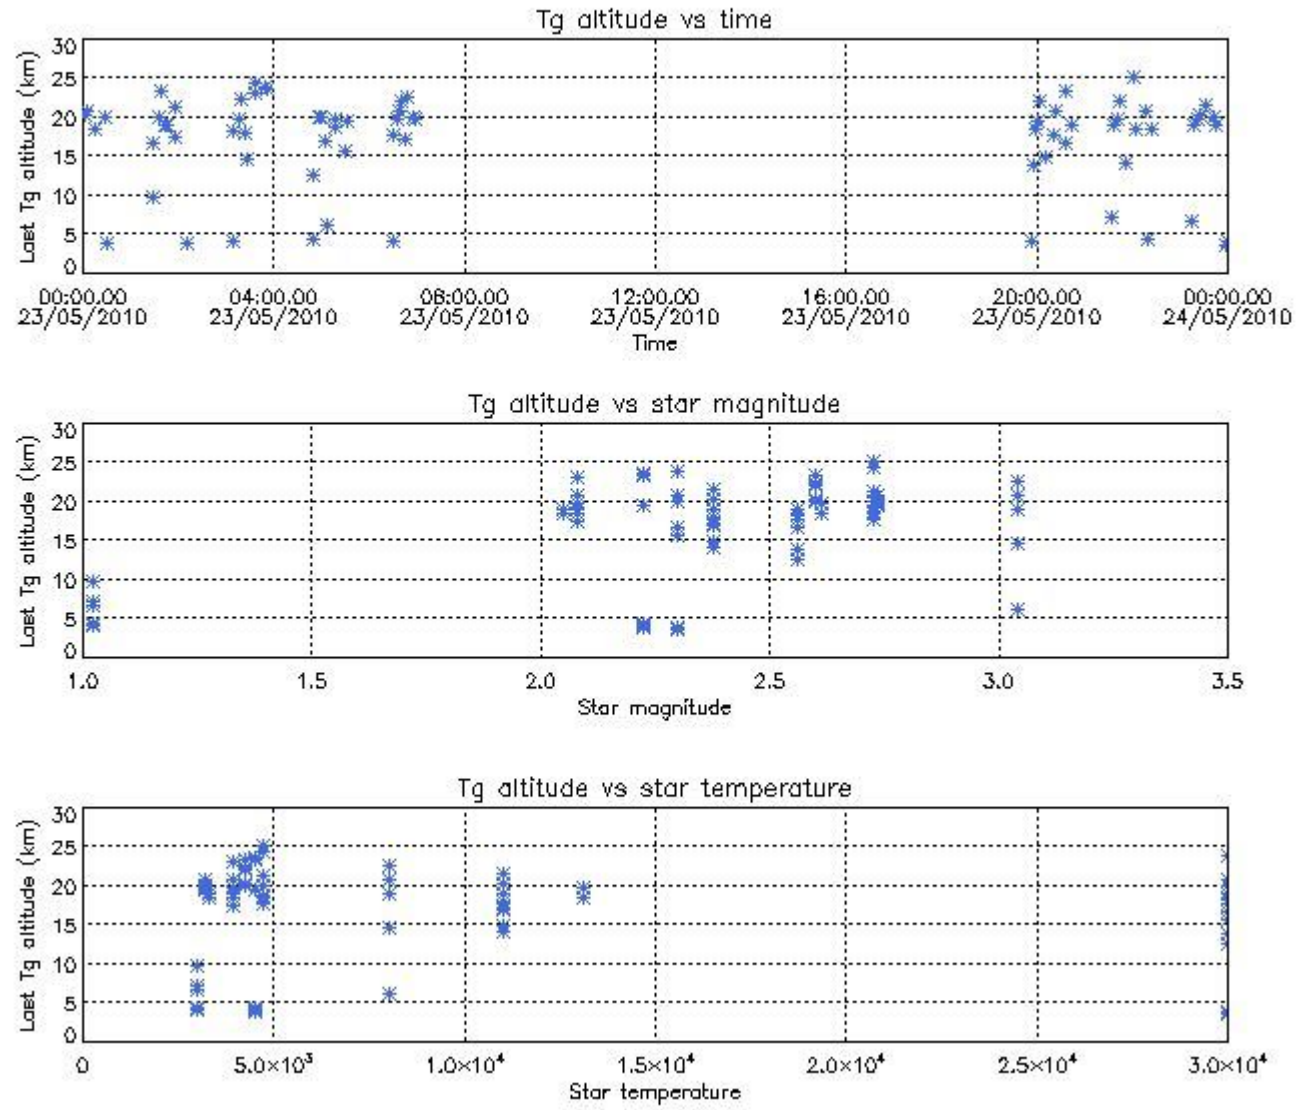 Tg altitude vs time
Last Tg altitude (km)
30
25
20
15
10
5
0
00:00.00 04:00.00 08:00.00 12:00.00 16:00.00 20:00.00 00:00.00
23/05/2010 23/05/2010 23/05/2010 23/05/2010 23/05/2010 23/05/2010 24/05/2010
Time
Tg altitude vs star magnitude
Last Tg altitude (km)
30
25
20
15
10
5
0
1.0 1.5 2.0 2.5 3.0 3.5
Star magnitude
Tg altitude vs star temperature
Last Tg altitude (km)
30
25
20
15
10
5
0
0 5.0×10³ 1.0×10⁴ 1.5×10⁴ 2.0×10⁴ 2.5×10⁴ 3.0×10⁴
Star temperature